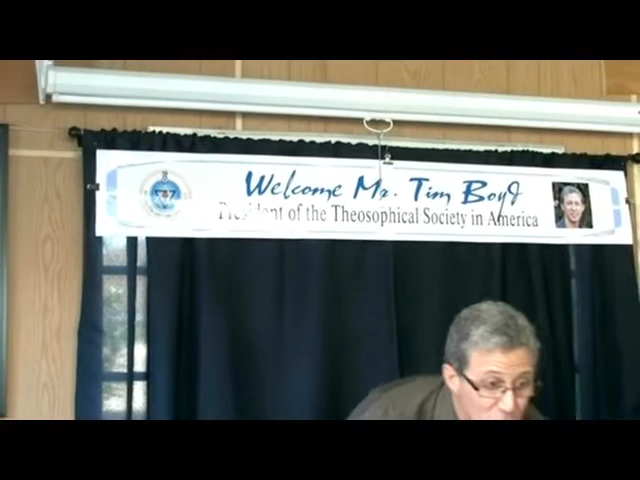 Welcome Mr. Tim Boyd
President of the Theosophical Society in America